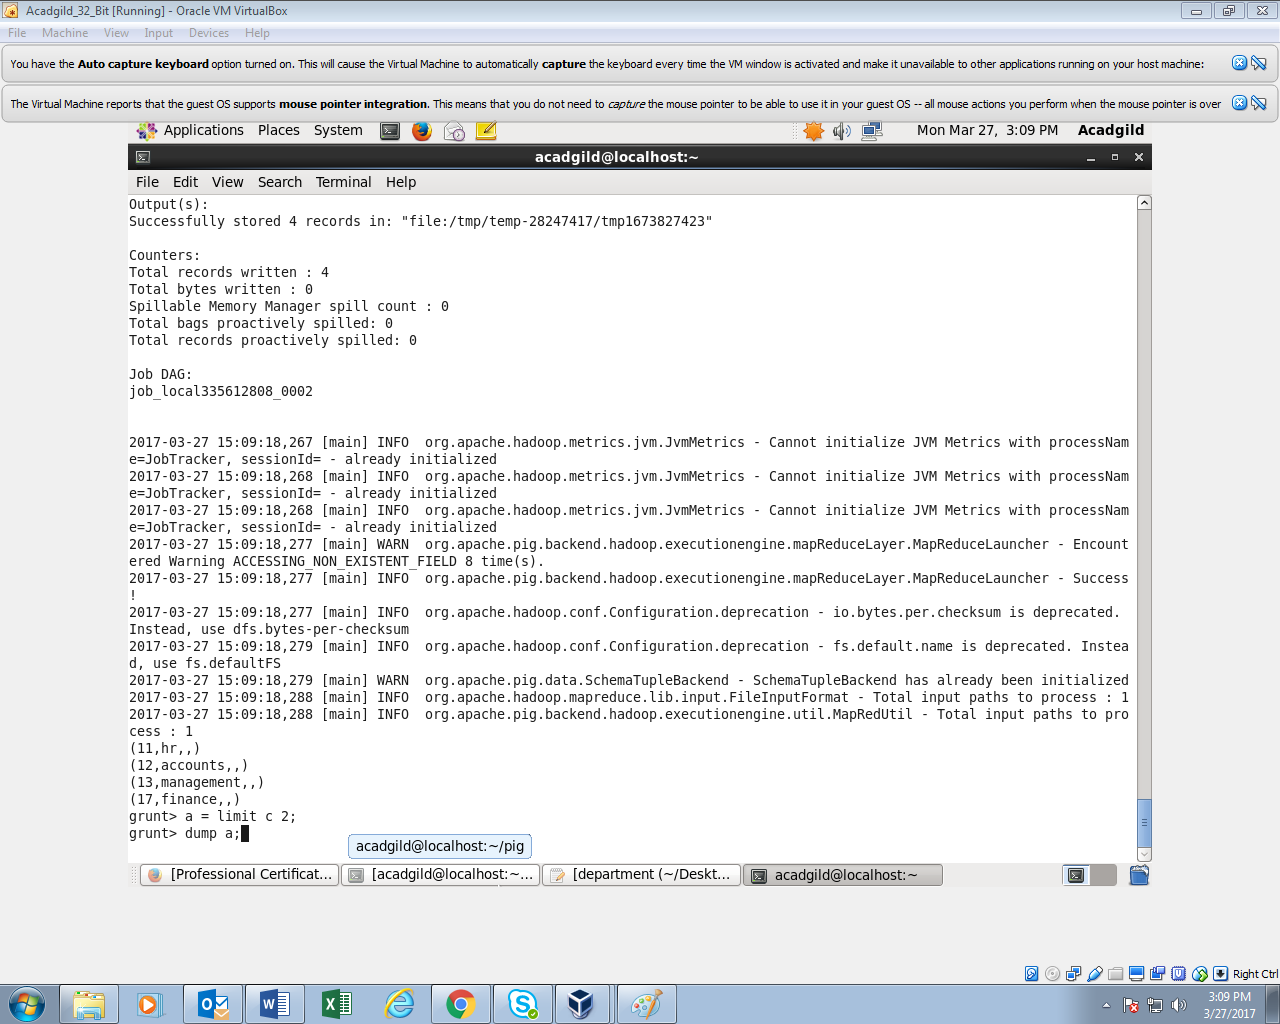 Acadgild_32_Bit [Running] - Oracle VM VirtualBox
File Machine View Input Devices Help
You have the Auto capture keyboard option turned on. This will cause the Virtual Machine to automatically capture the keyboard every time the VM window is activated and make it unavailable to other applications running on your host machine:
The Virtual Machine reports that the guest OS supports mouse pointer integration. This means that you do not need to capture the mouse pointer to be able to use it in your guest OS -- all mouse actions you perform when the mouse pointer is over
Applications Places System Mon Mar 27, 3:09 PM Acadgild
acadgild@localhost:~
File Edit View Search Terminal Help
Output(s):
Successfully stored 4 records in: "file:/tmp/temp-28247417/tmp1673827423"
Counters:
Total records written : 4
Total bytes written : 0
Spillable Memory Manager spill count : 0
Total bags proactively spilled: 0
Total records proactively spilled: 0
Job DAG:
job_local335612808_0002
2017-03-27 15:09:18,267 [main] INFO  org.apache.hadoop.metrics.jvm.JvmMetrics - Cannot initialize JVM Metrics with processNam
e=JobTracker, sessionId= - already initialized
2017-03-27 15:09:18,268 [main] INFO  org.apache.hadoop.metrics.jvm.JvmMetrics - Cannot initialize JVM Metrics with processNam
e=JobTracker, sessionId= - already initialized
2017-03-27 15:09:18,268 [main] INFO  org.apache.hadoop.metrics.jvm.JvmMetrics - Cannot initialize JVM Metrics with processNam
e=JobTracker, sessionId= - already initialized
2017-03-27 15:09:18,277 [main] WARN  org.apache.pig.backend.hadoop.executionengine.mapReduceLayer.MapReduceLauncher - Encount
ered Warning ACCESSING_NON_EXISTENT_FIELD 8 time(s).
2017-03-27 15:09:18,277 [main] INFO  org.apache.pig.backend.hadoop.executionengine.mapReduceLayer.MapReduceLauncher - Success
!
2017-03-27 15:09:18,277 [main] INFO  org.apache.hadoop.conf.Configuration.deprecation - io.bytes.per.checksum is deprecated.
Instead, use dfs.bytes-per-checksum
2017-03-27 15:09:18,279 [main] INFO  org.apache.hadoop.conf.Configuration.deprecation - fs.default.name is deprecated. Instea
d, use fs.defaultFS
2017-03-27 15:09:18,279 [main] WARN  org.apache.pig.data.SchemaTupleBackend - SchemaTupleBackend has already been initialized
2017-03-27 15:09:18,288 [main] INFO  org.apache.hadoop.mapreduce.lib.input.FileInputFormat - Total input paths to process : 1
2017-03-27 15:09:18,288 [main] INFO  org.apache.pig.backend.hadoop.executionengine.util.MapRedUtil - Total input paths to pro
cess : 1
(11,hr,,)
(12,accounts,,)
(13,management,,)
(17,finance,,)
grunt> a = limit c 2;
grunt> dump a;
acadgild@localhost:~/pig
[Professional Certificat... [acadgild@localhost:~... [department (~/Deskt... acadgild@localhost:~
Right Ctrl
3:09 PM
3/27/2017